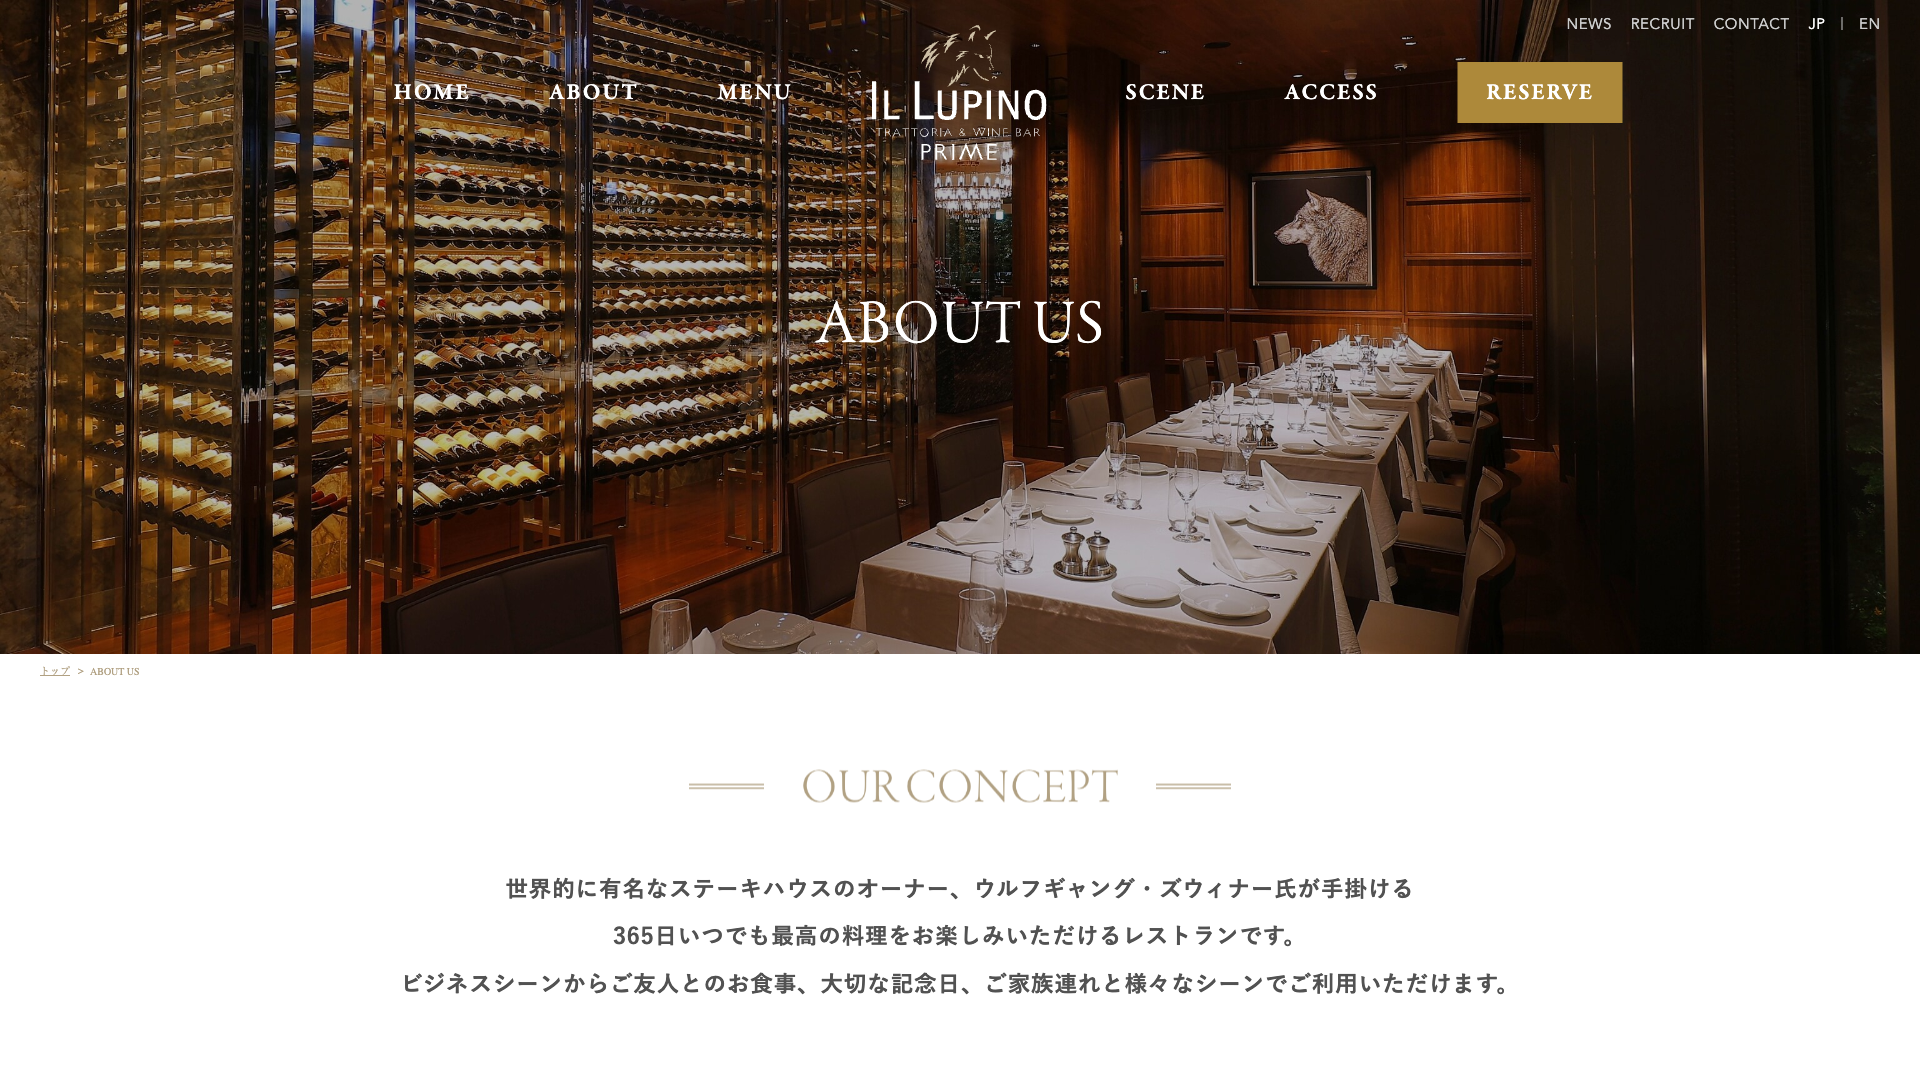 NEWS RECRUIT CONTACT JP | EN
HOME ABOUT MENU
IL LUPINO
TRATTORIA & WINE BAR
PRIME
SCENE ACCESS RESERVE
ABOUT US
トップ > ABOUT US
OUR CONCEPT
世界的に有名なステーキハウスのオーナー、ウルフギャング・ズウィナー氏が手掛ける
365日いつでも最高の料理をお楽しみいただけるレストランです。
ビジネスシーンからご友人とのお食事、大切な記念日、ご家族連れと様々なシーンでご利用いただけます。